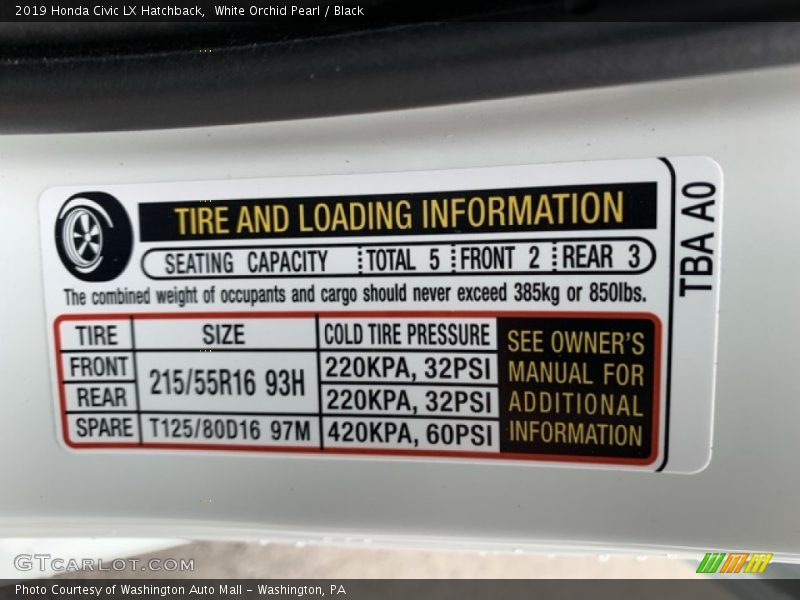 2019 Honda Civic LX Hatchback,  White Orchid Pearl / Black
TIRE AND LOADING INFORMATION
SEATING CAPACITY TOTAL 5 FRONT 2 REAR 3
The combined weight of occupants and cargo should never exceed 385kg or 850lbs.
TIRE SIZE COLD TIRE PRESSURE
FRONT 215/55R16 93H 220KPA, 32PSI
REAR 220KPA, 32PSI
SPARE T125/80D16 97M 420KPA, 60PSI
SEE OWNER'S
MANUAL FOR
ADDITIONAL
INFORMATION
TBA A0
GTcarlot.com
Photo Courtesy of Washington Auto Mall - Washington, PA